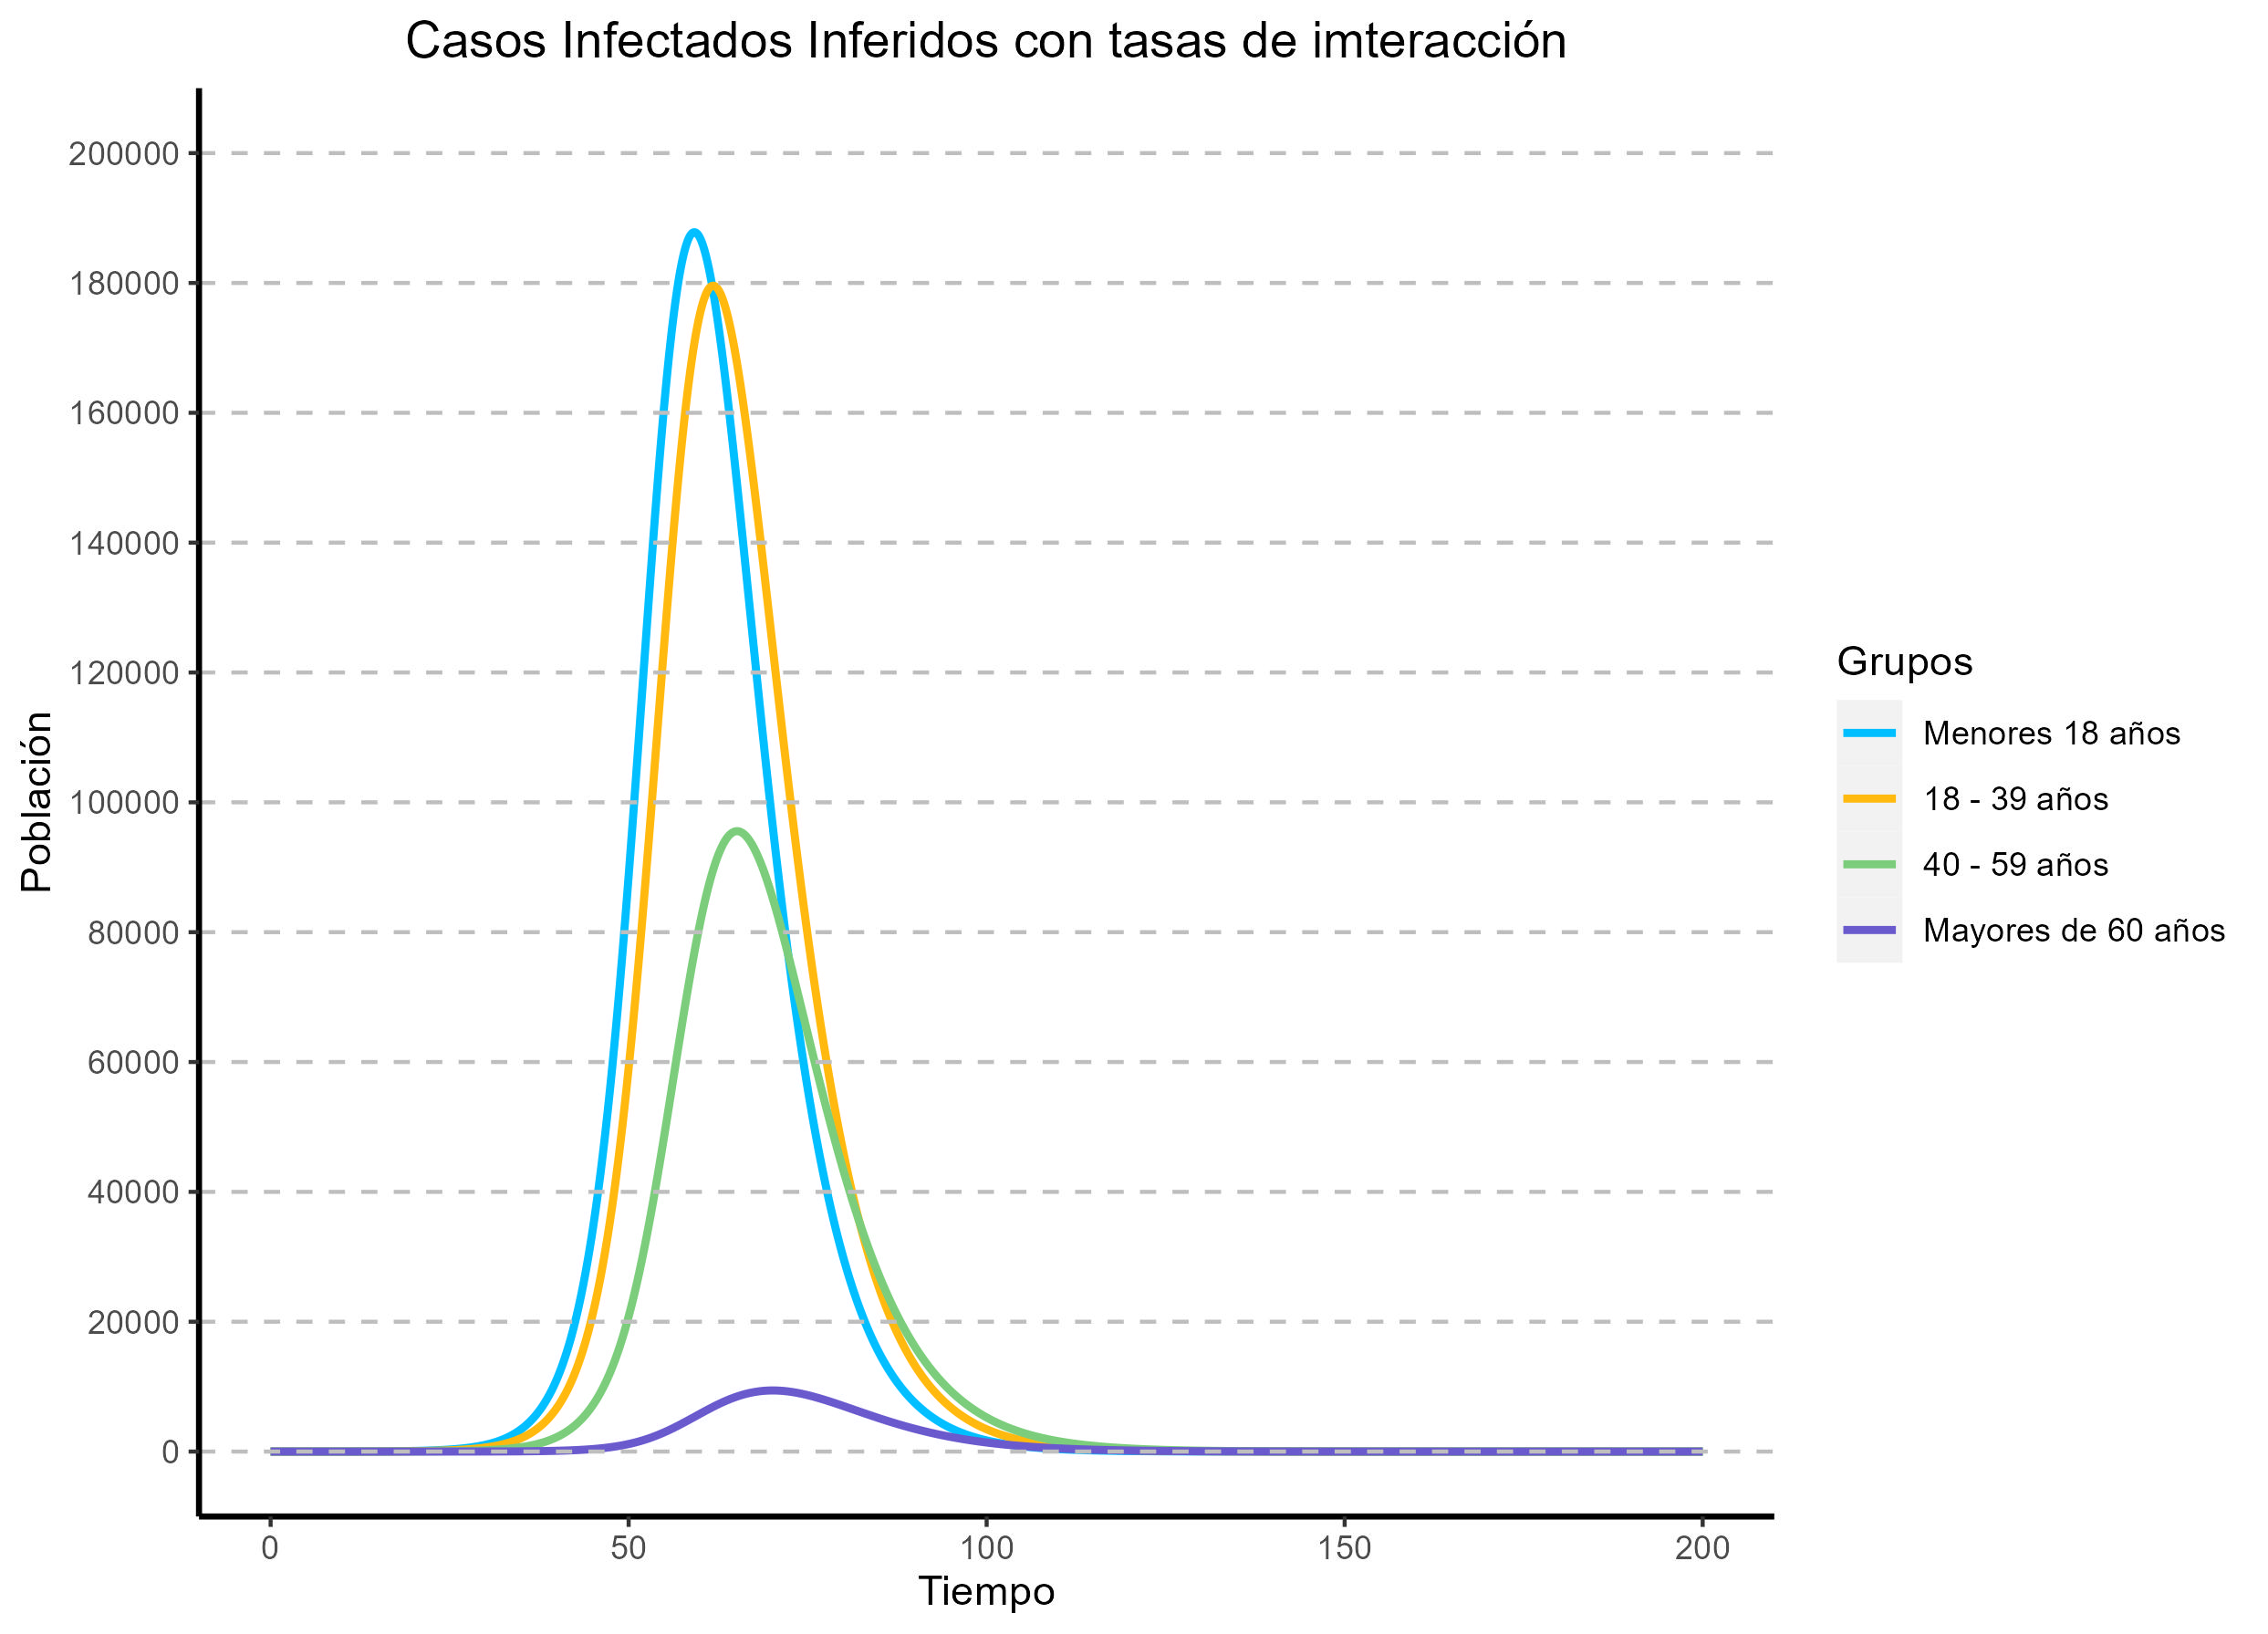 Casos Infectados Inferidos con tasas de imteracción
Población
200000
180000
160000
140000
120000
100000
80000
60000
40000
20000
0
0 50 100 150 200
Tiempo
Grupos
Menores 18 años
18 - 39 años
40 - 59 años
Mayores de 60 años